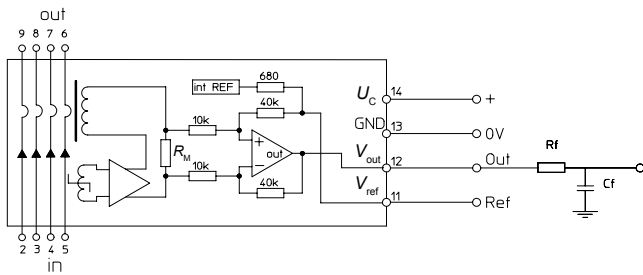 out
9 8 7 6
int REF
680
40k
10k
R_M
+
out
−
10k
40k
U_C 14 +
GND 13 0V
V_out 12 Out
V_ref 11 Ref
Rf
Cf
2 3 4 5
in